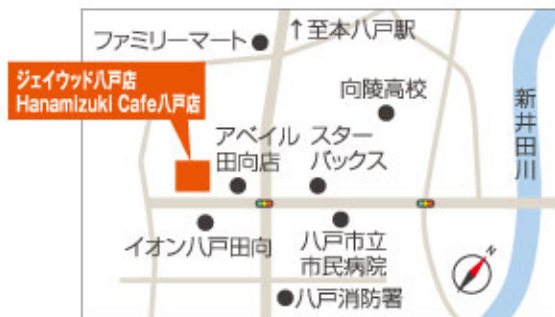 ファミリーマート
↑至本八戸駅
ジェイウッド八戸店
Hanamizuki Cafe八戸店
向陵高校
新井田川
アベイル
田向店
スター
バックス
イオン八戸田向
八戸市立
市民病院
N
八戸消防署